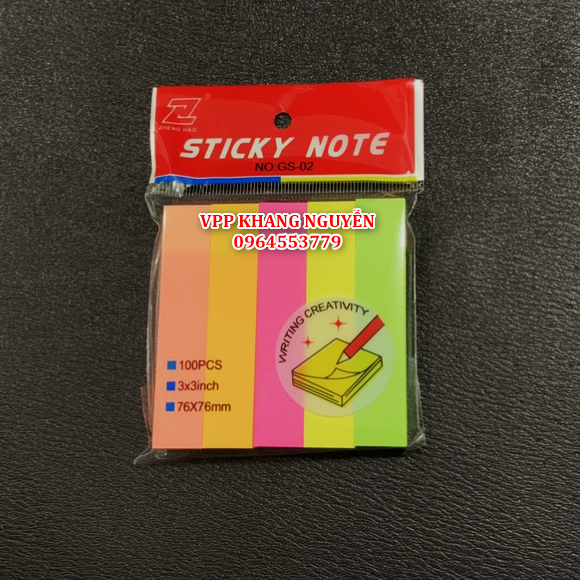 ZHENG HAO
STICKY NOTE
NO:GS-02
VPP KHANG NGUYỄN
0964553779
WRITING CREATIVITY
100PCS
3x3inch
76X76mm